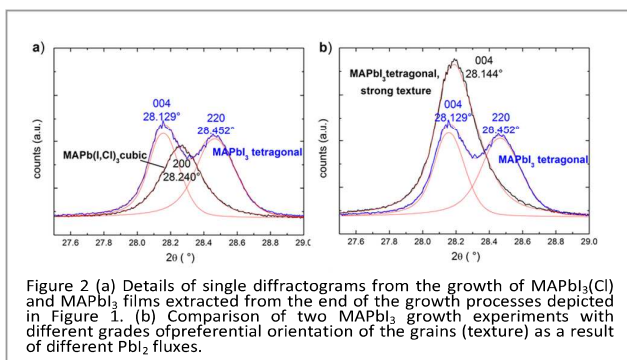 a)
b)
004
28.129°
220
28.452°
MAPb(I,Cl)₃cubic
MAPbI₃ tetragonal
200
28.240°
counts (a.u.)
27.6 27.8 28.0 28.2 28.4 28.6 28.8 29.0
2θ ( °)
004
28.144°
MAPbI₃tetragonal,
strong texture
004
28.129°
220
28.452°
MAPbI₃ tetragonal
counts (a.u.)
27.6 27.8 28.0 28.2 28.4 28.6 28.8 29.0
2θ ( °)
Figure 2 (a) Details of single diffractograms from the growth of MAPbI₃(Cl)
and MAPbI₃ films extracted from the end of the growth processes depicted
in Figure 1. (b) Comparison of two MAPbI₃ growth experiments with
different grades ofpreferential orientation of the grains (texture) as a result
of different PbI₂ fluxes.